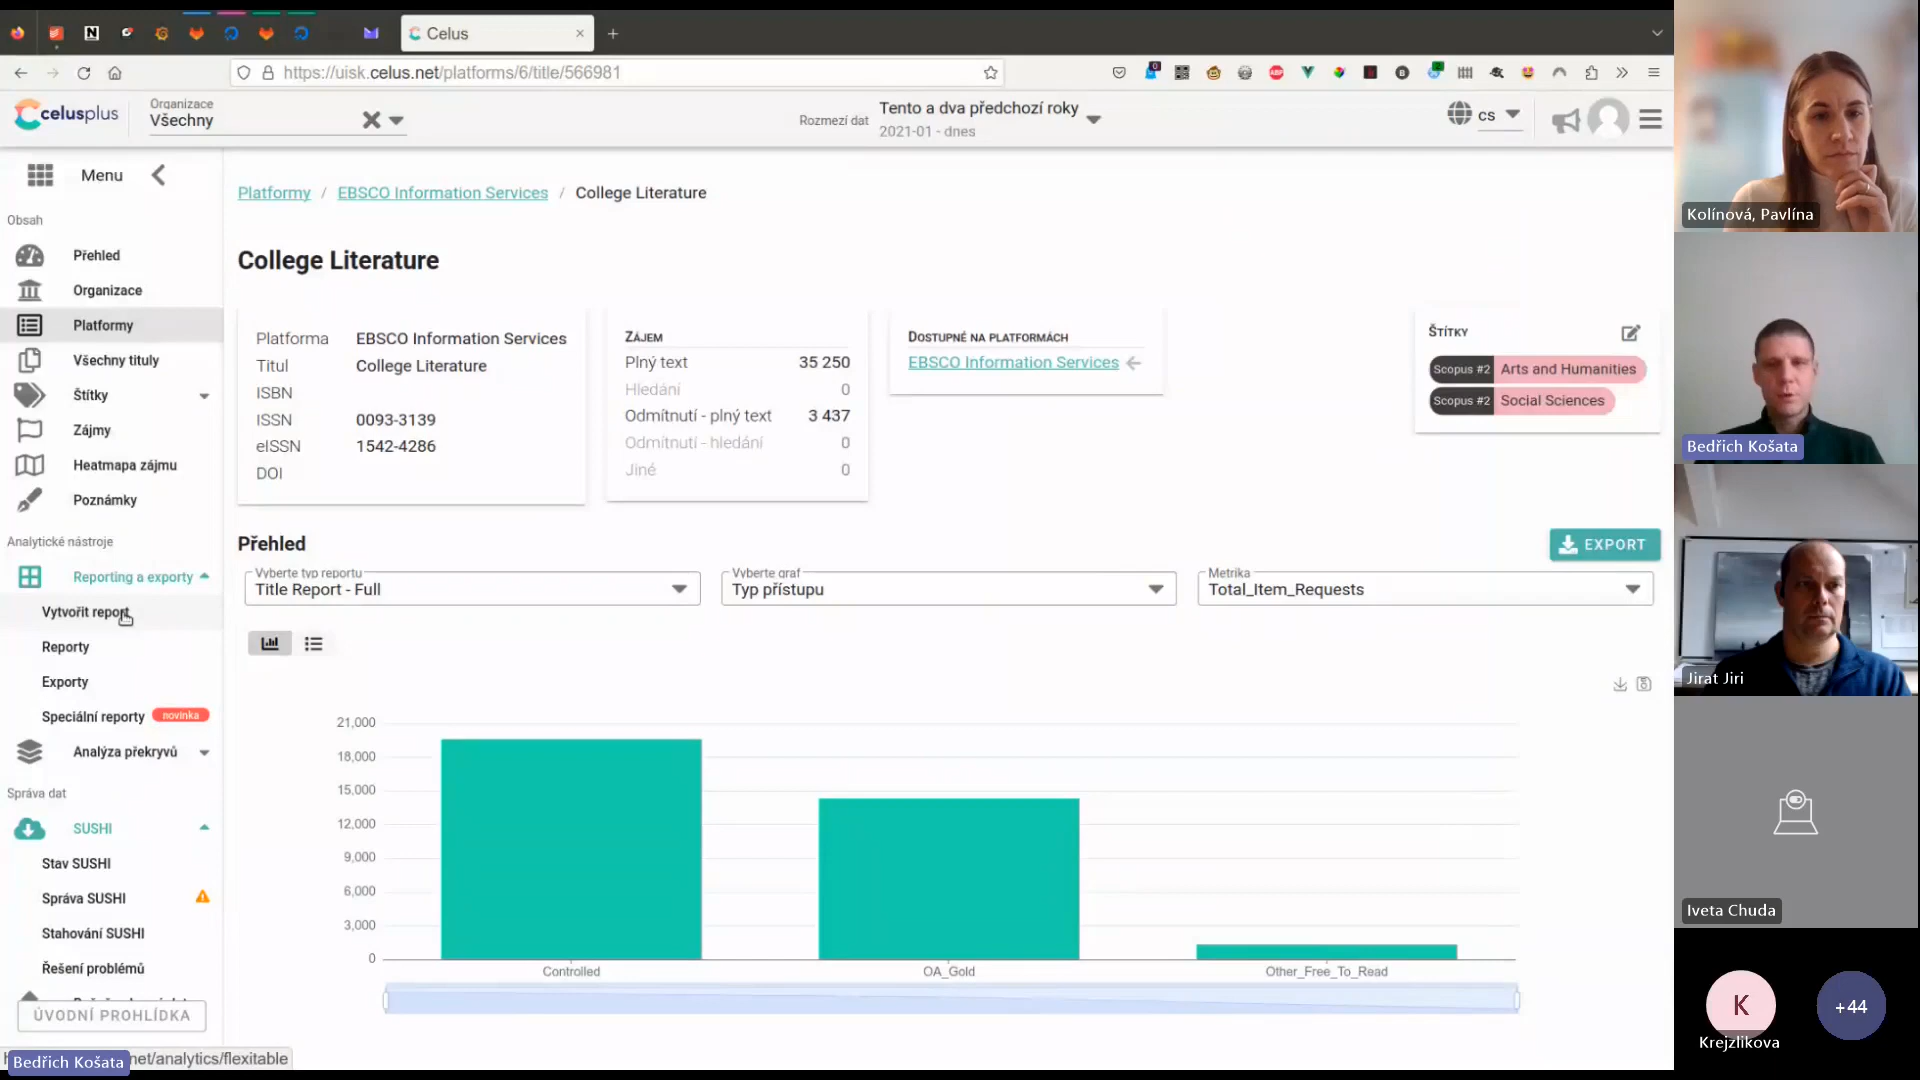 Celus
https://uisk.celus.net/platforms/6/title/566981
celusplus
Organizace
Všechny
Rozmezí dat
Tento a dva předchozí roky
2021-01 - dnes
cs
Menu
Obsah
Přehled
Organizace
Platformy
Všechny tituly
Štítky
Zájmy
Heatmapa zájmu
Poznámky
Analytické nástroje
Reporting a exporty
Vytvořit report
Reporty
Exporty
Speciální reporty novinka
Analýza překryvů
Správa dat
SUSHI
Stav SUSHI
Správa SUSHI
Stahování SUSHI
Řešení problémů
ÚVODNÍ PROHLÍDKA
net/analytics/flexitable
Bedřich Košata
Platformy / EBSCO Information Services / College Literature
College Literature
Platforma EBSCO Information Services
Titul College Literature
ISBN
ISSN 0093-3139
eISSN 1542-4286
DOI
ZÁJEM
Plný text 35 250
Hledání 0
Odmítnutí - plný text 3 437
Odmítnutí - hledání 0
Jiné 0
DOSTUPNÉ NA PLATFORMÁCH
EBSCO Information Services
ŠTÍTKY
Scopus #2 Arts and Humanities
Scopus #2 Social Sciences
Přehled
EXPORT
Vyberte typ reportu
Title Report - Full
Vyberte graf
Typ přístupu
Metrika
Total_Item_Requests
21,000
18,000
15,000
12,000
9,000
6,000
3,000
0
Controlled
OA_Gold
Other_Free_To_Read
Kolínová, Pavlína
Bedřich Košata
Jirat Jiri
Iveta Chuda
K
Krejzlikova
+44